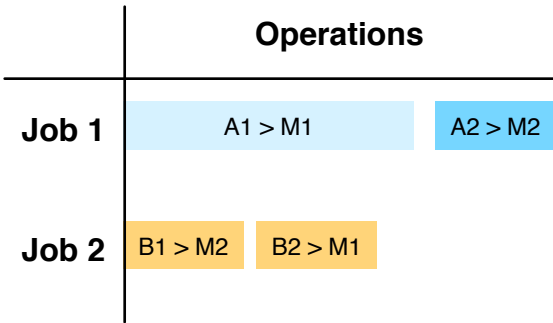 Operations
Job 1
A1 > M1
A2 > M2
Job 2
B1 > M2
B2 > M1